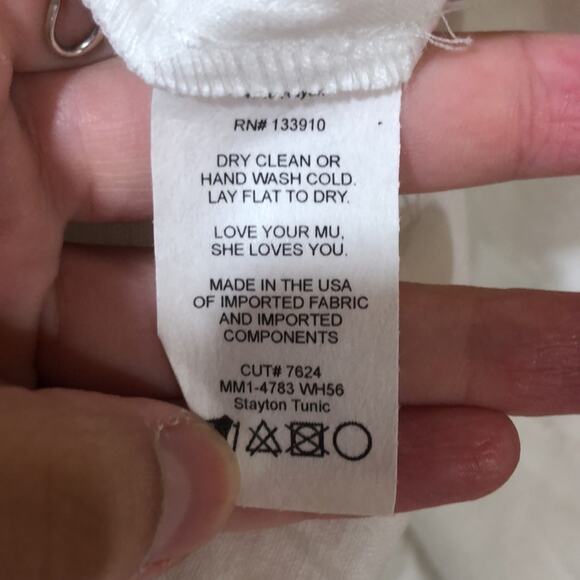 RN# 133910
DRY CLEAN OR
HAND WASH COLD.
LAY FLAT TO DRY.
LOVE YOUR MU,
SHE LOVES YOU.
MADE IN THE USA
OF IMPORTED FABRIC
AND IMPORTED
COMPONENTS
CUT# 7624
MM1-4783 WH56
Stayton Tunic